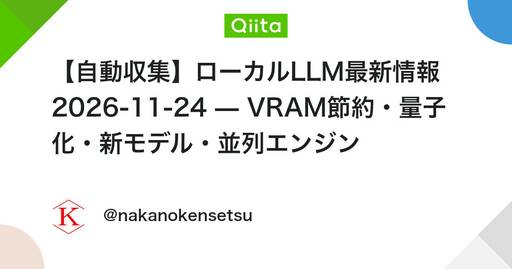 Qiita
【自動収集】ローカルLLM最新情報
2026-11-24 — VRAM節約・量子
化・新モデル・並列エンジン
K
@nakanokensetsu